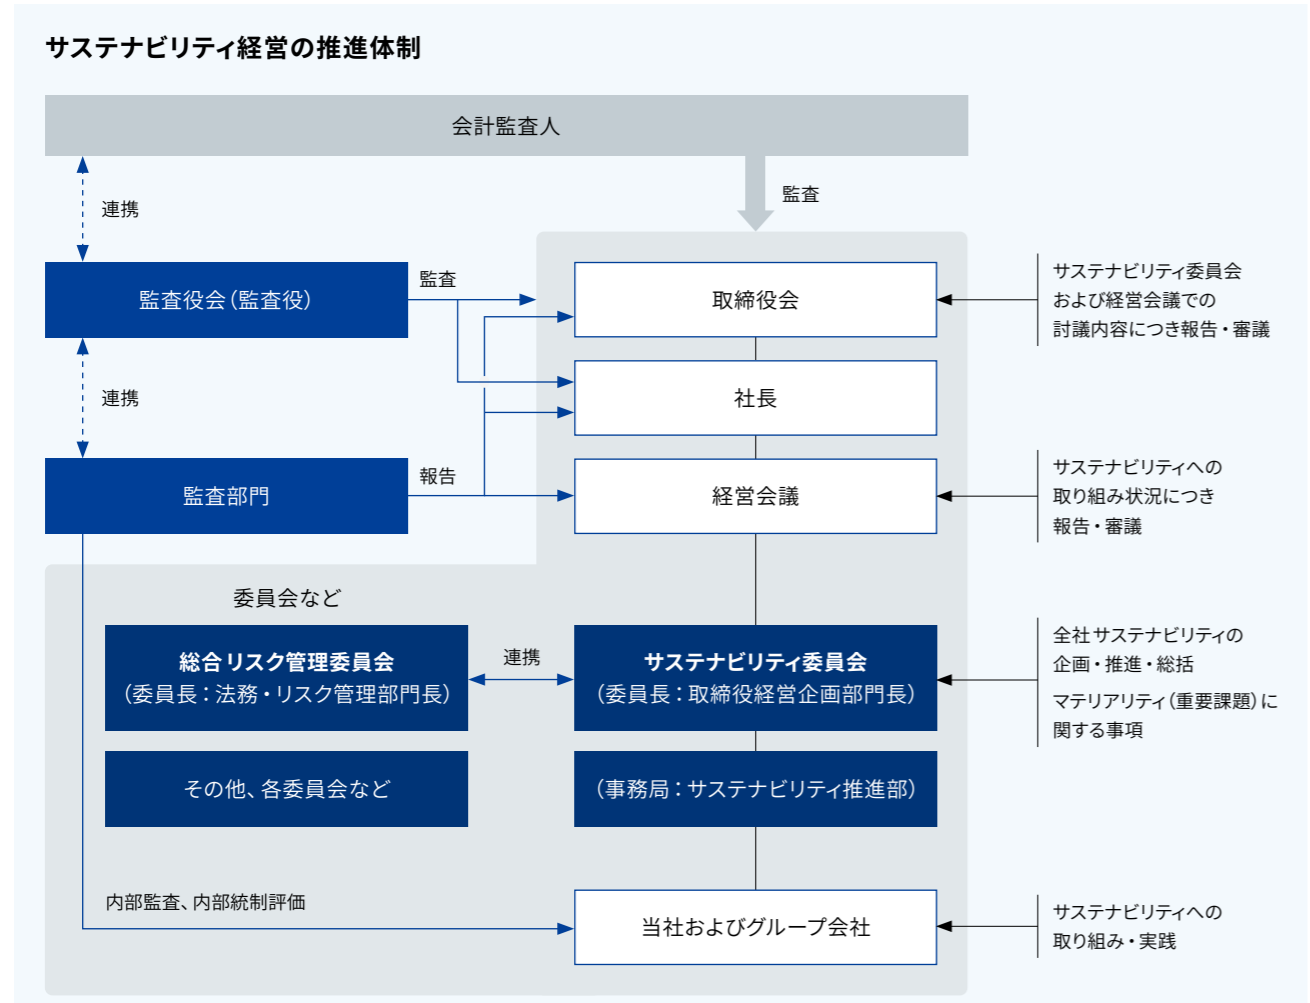 サステナビリティ経営の推進体制
会計監査人
連携
監査
監査役会(監査役)
監査
取締役会
サステナビリティ委員会
および経営会議での
討議内容につき報告・審議
連携
社長
監査部門
報告
経営会議
サステナビリティへの
取り組み状況につき
報告・審議
委員会など
総合リスク管理委員会
(委員長:法務・リスク管理部門長)
連携
サステナビリティ委員会
(委員長:取締役経営企画部門長)
全社サステナビリティの
企画・推進・総括
マテリアリティ(重要課題)に
関する事項
その他、各委員会など
(事務局:サステナビリティ推進部)
内部監査、内部統制評価
当社およびグループ会社
サステナビリティへの
取り組み・実践